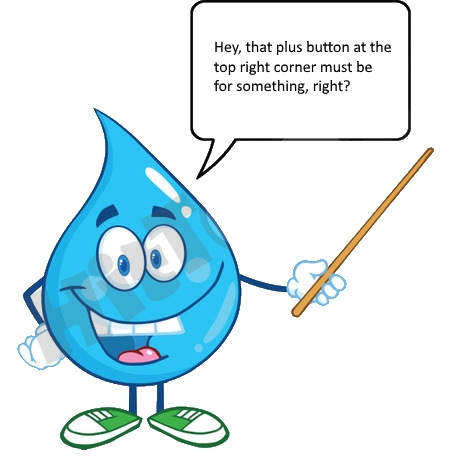 Hey, that plus button at the
top right corner must be
for something, right?